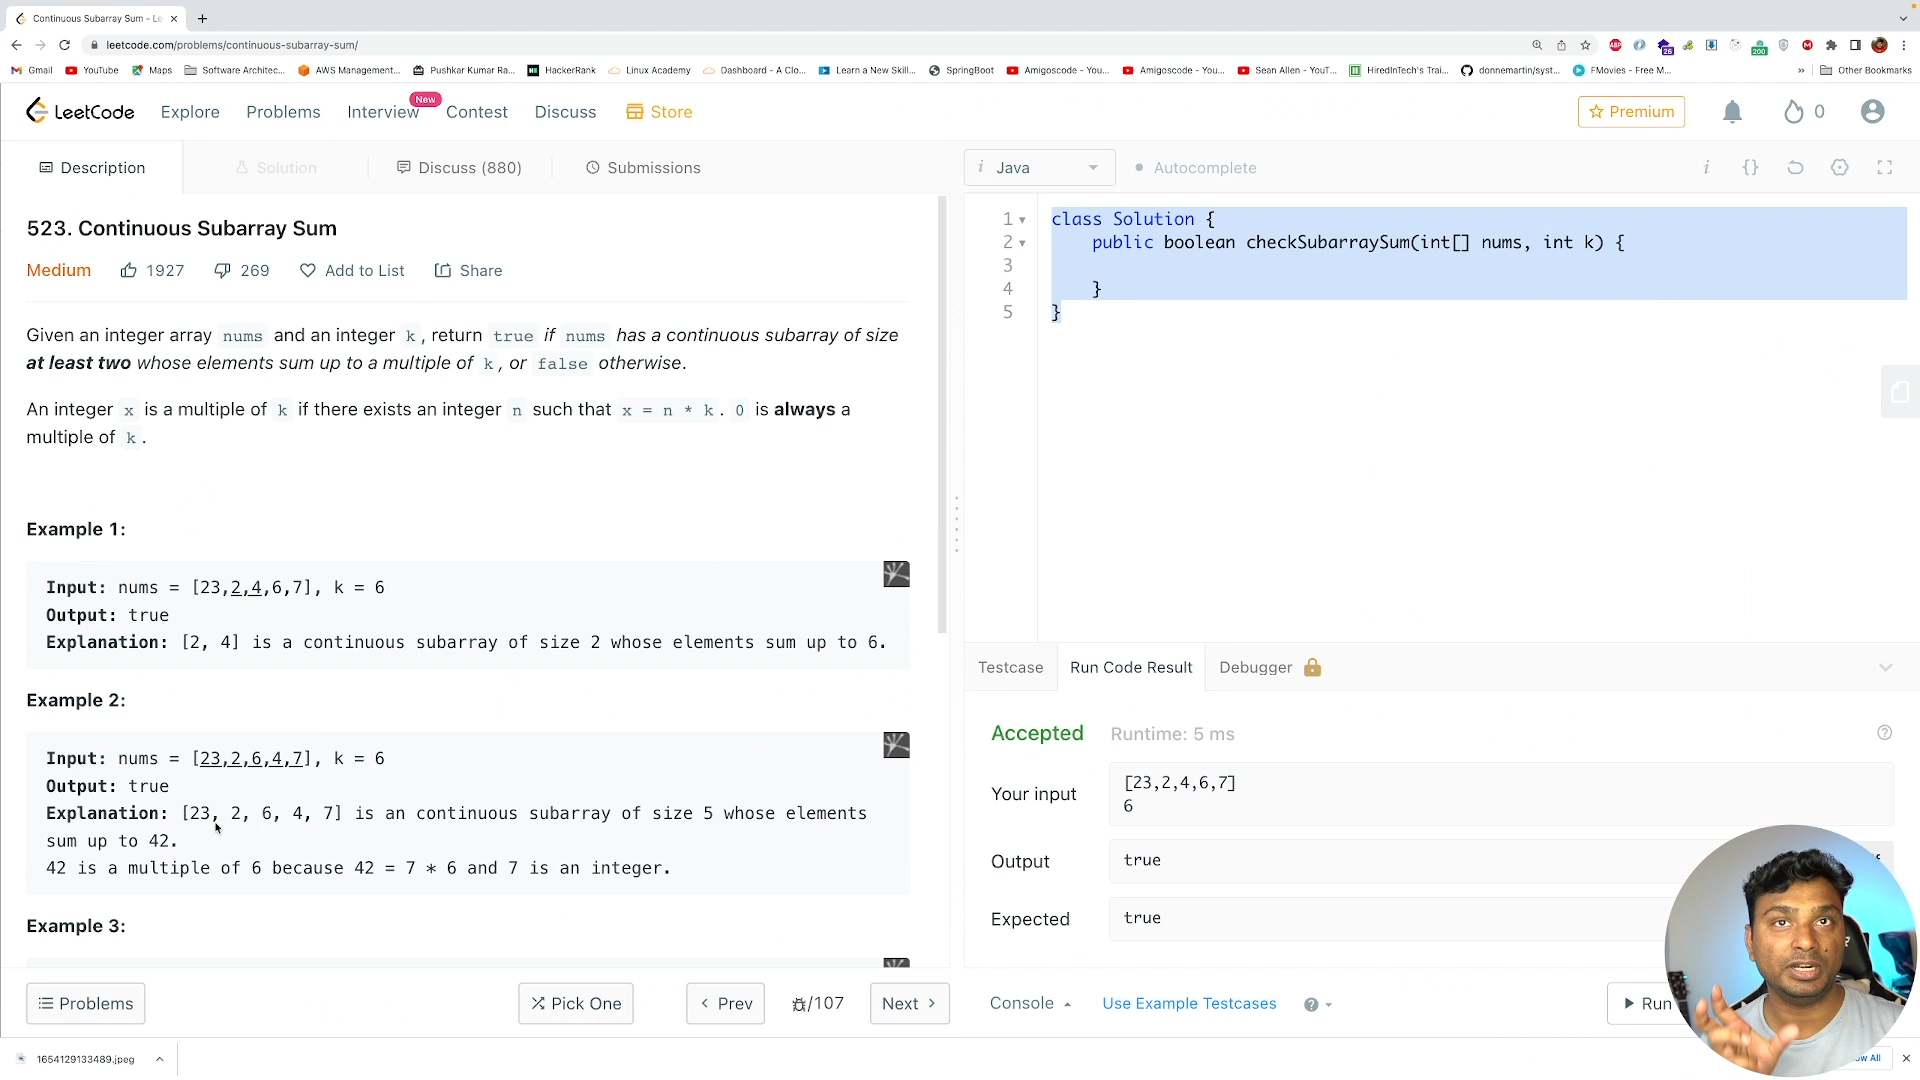 Continuous Subarray Sum - Le
leetcode.com/problems/continuous-subarray-sum/
Gmail YouTube Maps Software Architec... AWS Management... Pushkar Kumar Ra... HackerRank Linux Academy Dashboard - A Clo... Learn a New Skill... SpringBoot Amigoscode - You... Amigoscode - You... Sean Allen - YouT... HiredInTech's Trai... donnemartin/syst... FMovies - Free M... » Other Bookmarks
LeetCode Explore Problems Interview New Contest Discuss Store Premium 0
Description Solution Discuss (880) Submissions
i Java Autocomplete i {}
523. Continuous Subarray Sum
Medium 1927 269 Add to List Share
Given an integer array nums and an integer k, return true if nums has a continuous subarray of size
at least two whose elements sum up to a multiple of k, or false otherwise.
An integer x is a multiple of k if there exists an integer n such that x = n * k. 0 is always a
multiple of k.
Example 1:
Input: nums = [23,2,4,6,7], k = 6
Output: true
Explanation: [2, 4] is a continuous subarray of size 2 whose elements sum up to 6.
Example 2:
Input: nums = [23,2,6,4,7], k = 6
Output: true
Explanation: [23, 2, 6, 4, 7] is an continuous subarray of size 5 whose elements
sum up to 42.
42 is a multiple of 6 because 42 = 7 * 6 and 7 is an integer.
Example 3:
1 class Solution {
2 public boolean checkSubarraySum(int[] nums, int k) {
3
4 }
5 }
Testcase Run Code Result Debugger
Accepted Runtime: 5 ms
Your input
[23,2,4,6,7]
6
Output true
Expected true
Problems Pick One Prev /107 Next
Console Use Example Testcases Run
1654129133489.jpeg